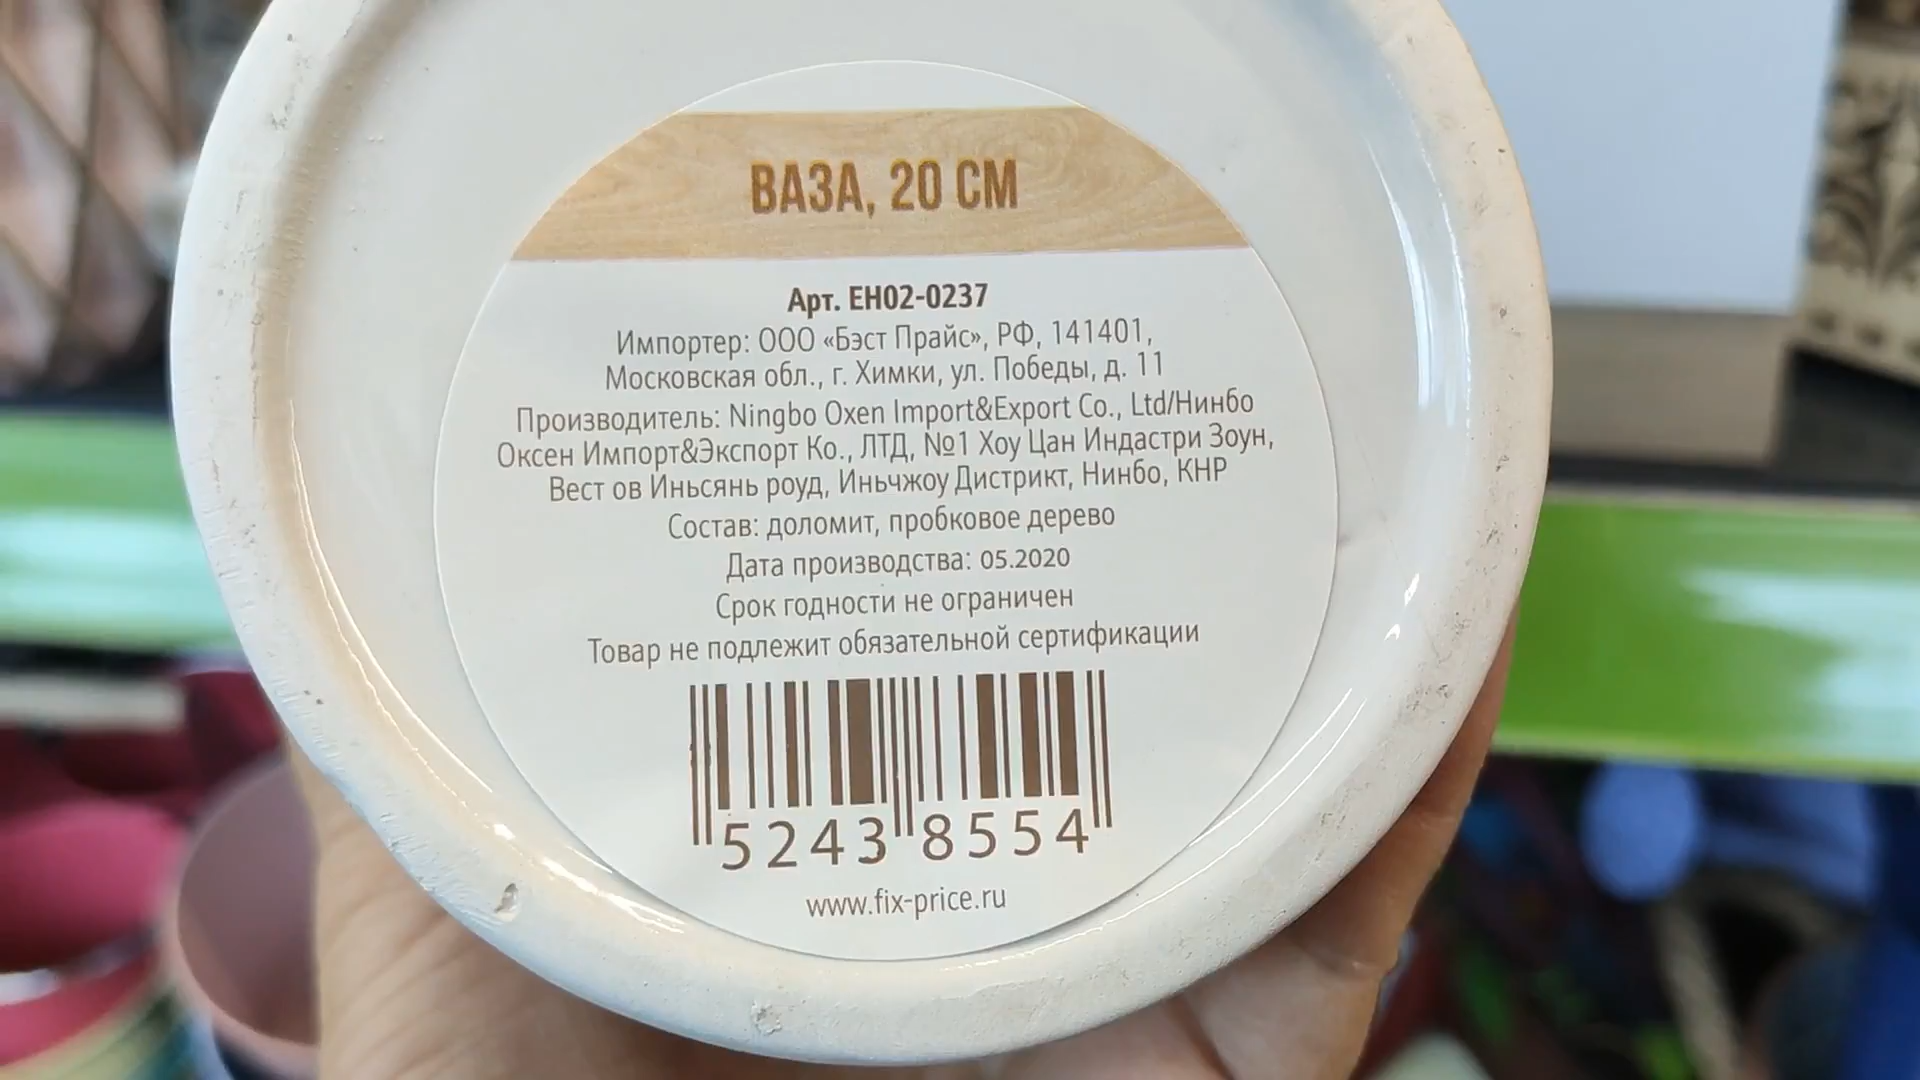 ВАЗА, 20 СМ
Арт. EH02-0237
Импортер: ООО «Бэст Прайс», РФ, 141401,
Московская обл., г. Химки, ул. Победы, д. 11
Производитель: Ningbo Oxen Import&Export Co., Ltd/Нинбо
Оксен Импорт&Экспорт Ко., ЛТД, №1 Хоу Цан Индастри Зоун,
Вест ов Иньсянь роуд, Иньчжоу Дистрикт, Нинбо, КНР
Состав: доломит, пробковое дерево
Дата производства: 05.2020
Срок годности не ограничен
Товар не подлежит обязательной сертификации
5243 8554
www.fix-price.ru